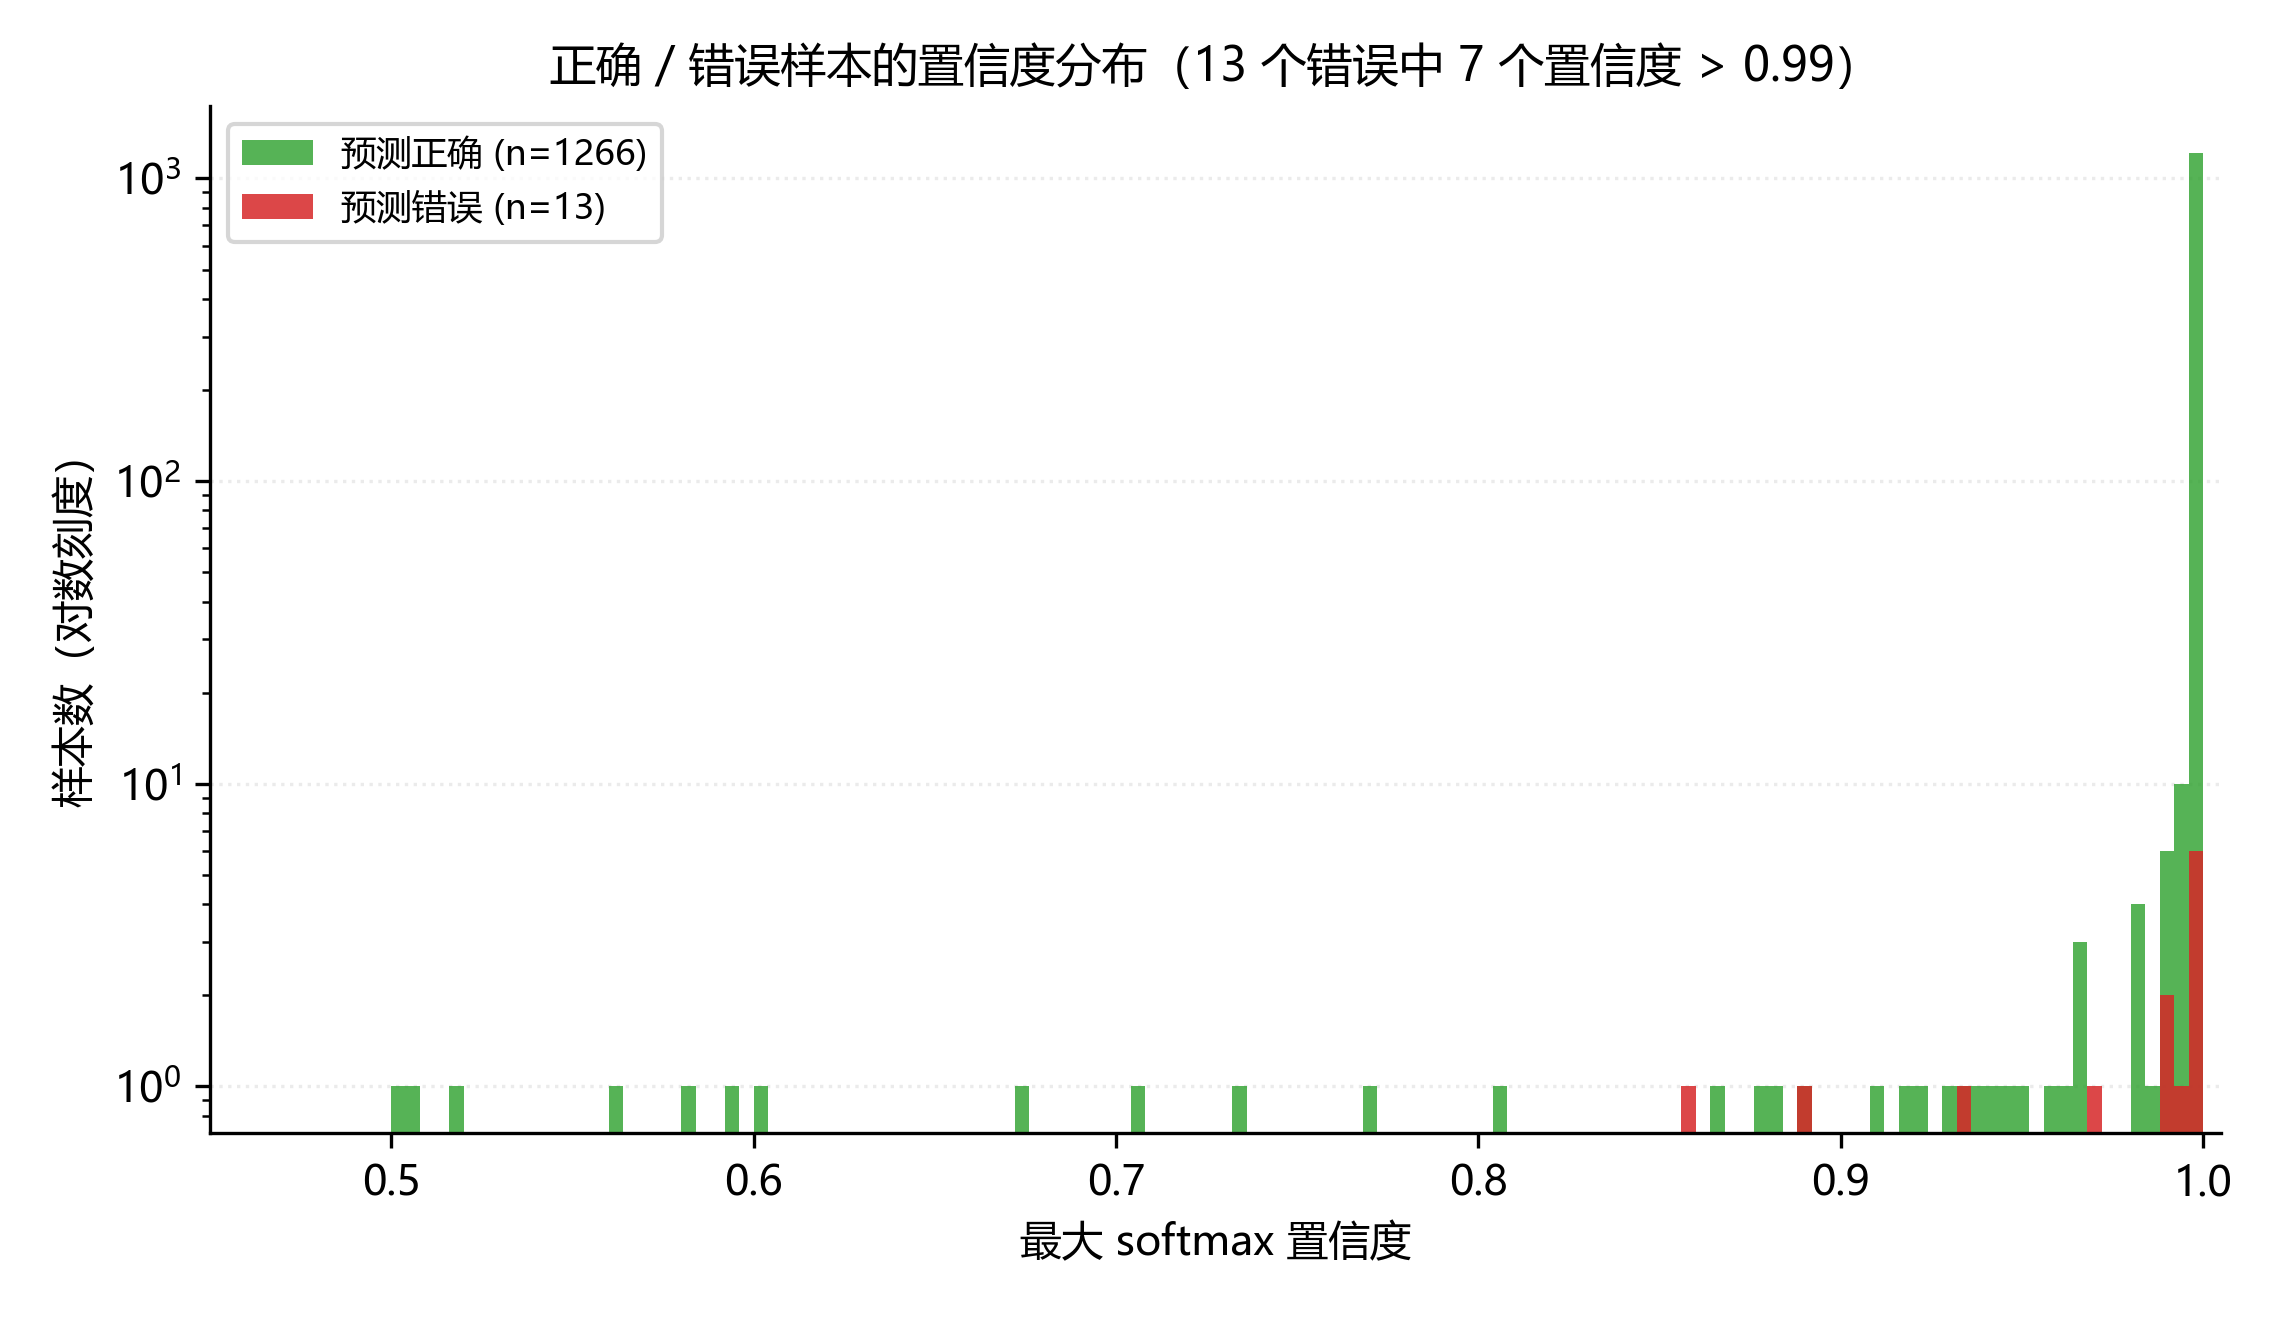 正确 / 错误样本的置信度分布（13 个错误中 7 个置信度 > 0.99）
预测正确 (n=1266)
预测错误 (n=13)
样本数（对数刻度）
10³
10²
10¹
10⁰
0.5 0.6 0.7 0.8 0.9 1.0
最大 softmax 置信度